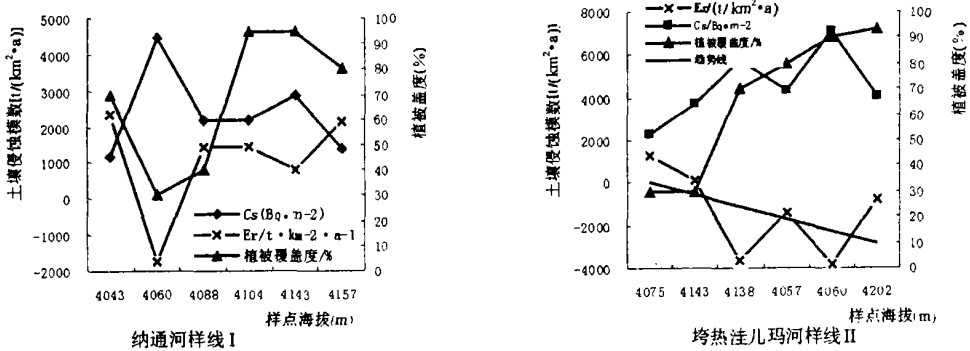 土壤侵蚀模数[t/(km²•a)]
5000
4000
3000
2000
1000
0
-1000
-2000
100
90
80
70
60
50
40
30
20
10
0
植被盖度(%)
Cs(Bq•m-2)
Er/t•km-2•a-1
植被覆盖度/%
4043 4060 4088 4104 4143 4157
样点海拔(m)
纳通河样线Ⅰ
土壤侵蚀模数[t/(km²•a)]
8000
6000
4000
2000
0
-2000
-4000
100
90
80
70
60
50
40
30
20
10
0
植被盖度(%)
Er/(t/km²•a)
Cs/Bq•m-2
植被覆盖度/%
趋势线
4075 4143 4138 4057 4060 4202
样点海拔(m)
垮热洼儿玛河样线Ⅱ